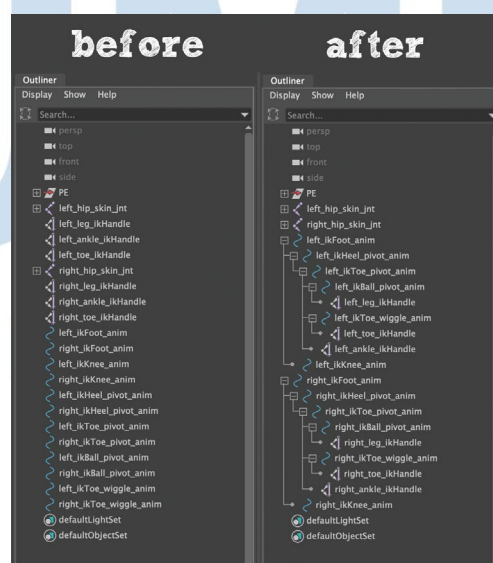 before
Outliner
Display Show Help
Search...
persp
top
front
side
PE
left_hip_skin_jnt
left_leg_ikHandle
left_ankle_ikHandle
left_toe_ikHandle
right_hip_skin_jnt
right_leg_ikHandle
right_ankle_ikHandle
right_toe_ikHandle
left_ikFoot_anim
right_ikFoot_anim
left_ikKnee_anim
right_ikKnee_anim
left_ikHeel_pivot_anim
right_ikHeel_pivot_anim
left_ikToe_pivot_anim
right_ikToe_pivot_anim
left_ikBall_pivot_anim
right_ikBall_pivot_anim
left_ikToe_wiggle_anim
right_ikToe_wiggle_anim
defaultLightSet
defaultObjectSet
after
Outliner
Display Show Help
Search...
persp
top
front
side
PE
left_hip_skin_jnt
right_hip_skin_jnt
left_ikFoot_anim
left_ikHeel_pivot_anim
left_ikToe_pivot_anim
left_ikBall_pivot_anim
left_leg_ikHandle
left_ikToe_wiggle_anim
left_toe_ikHandle
left_ankle_ikHandle
left_ikKnee_anim
right_ikFoot_anim
right_ikHeel_pivot_anim
right_ikToe_pivot_anim
right_ikBall_pivot_anim
right_leg_ikHandle
right_ikToe_wiggle_anim
right_toe_ikHandle
right_ankle_ikHandle
right_ikKnee_anim
defaultLightSet
defaultObjectSet